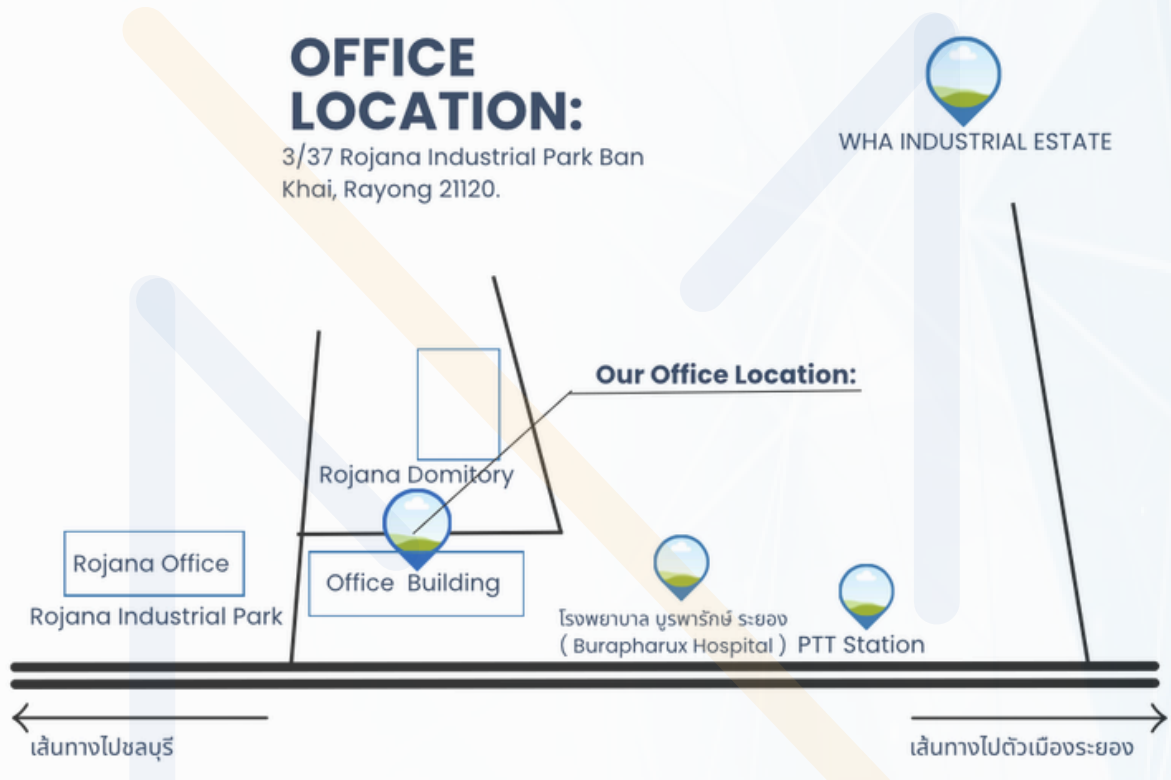 OFFICE
LOCATION:
3/37 Rojana Industrial Park Ban
Khai, Rayong 21120.
WHA INDUSTRIAL ESTATE
Our Office Location:
Rojana Domitory
Rojana Office
Rojana Industrial Park
Office Building
โรงพยาบาล บูรพารักษ์ ระยอง
( Burapharux Hospital )
PTT Station
เส้นทางไปชลบุรี
เส้นทางไปตัวเมืองระยอง